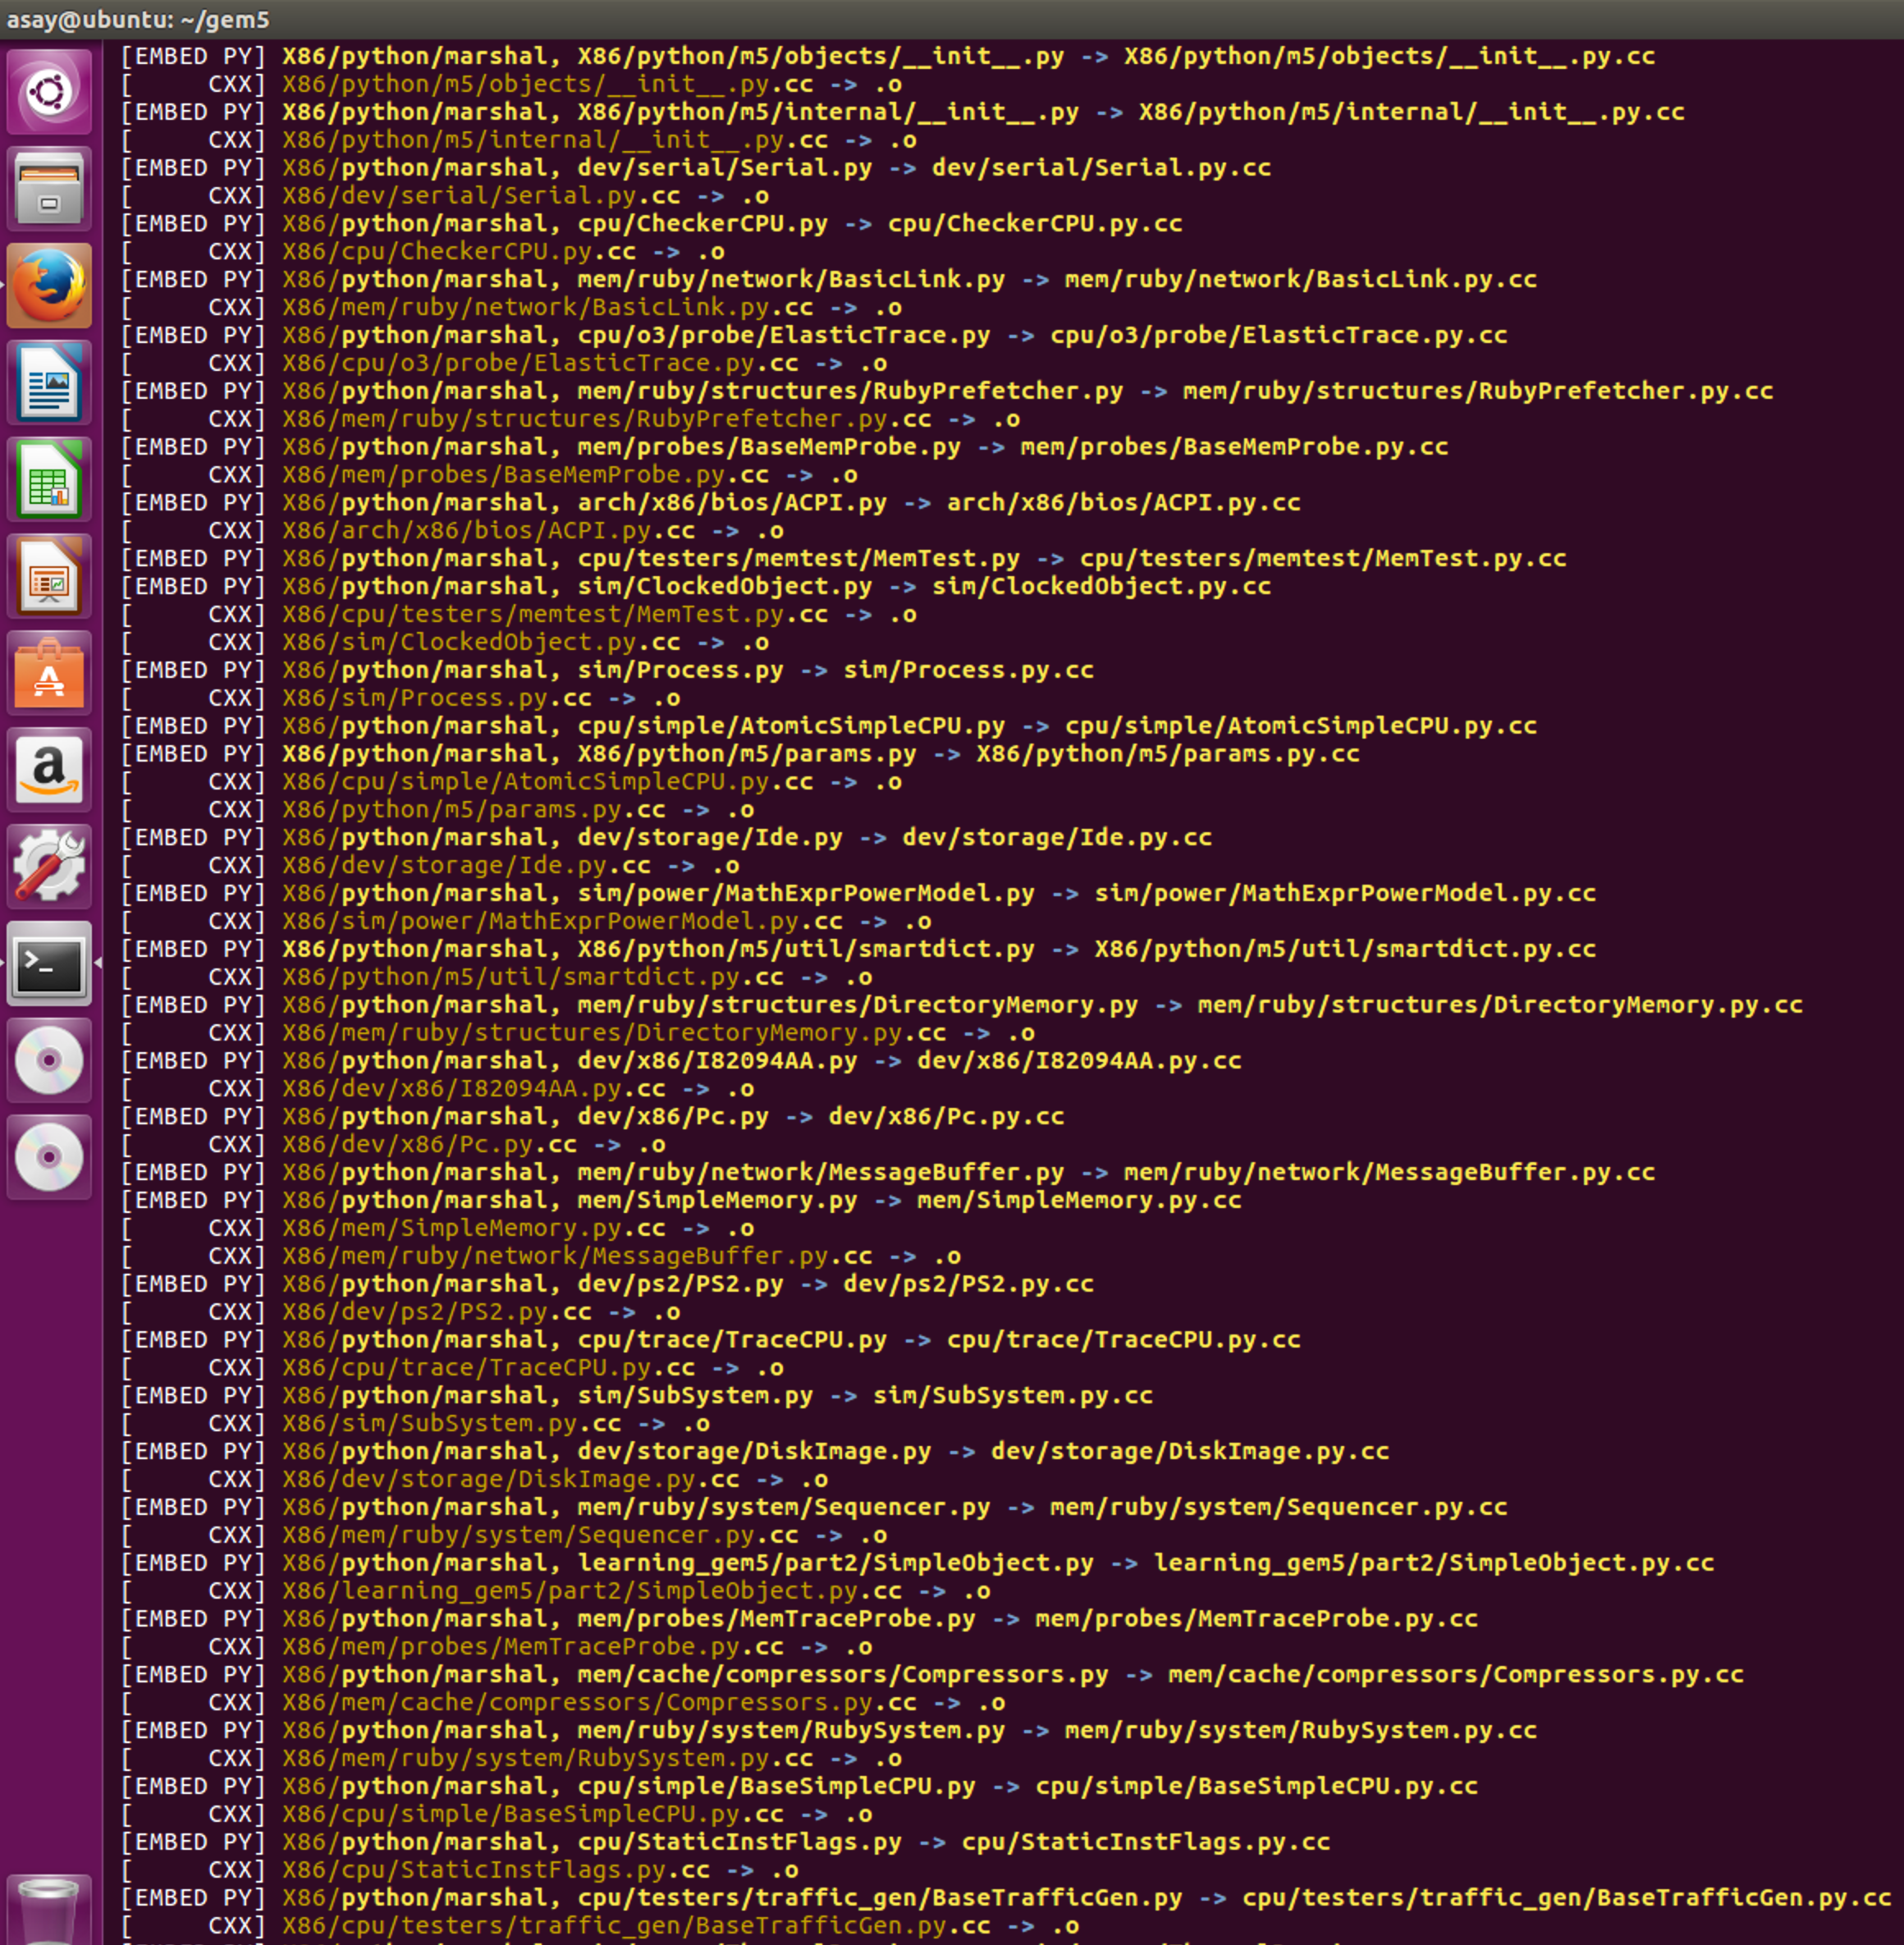 asay@ubuntu: ~/gem5
[EMBED PY] X86/python/marshal, X86/python/m5/objects/__init__.py -> X86/python/m5/objects/__init__.py.cc
[     CXX] X86/python/m5/objects/__init__.py.cc -> .o
[EMBED PY] X86/python/marshal, X86/python/m5/internal/__init__.py -> X86/python/m5/internal/__init__.py.cc
[     CXX] X86/python/m5/internal/__init__.py.cc -> .o
[EMBED PY] X86/python/marshal, dev/serial/Serial.py -> dev/serial/Serial.py.cc
[     CXX] X86/dev/serial/Serial.py.cc -> .o
[EMBED PY] X86/python/marshal, cpu/CheckerCPU.py -> cpu/CheckerCPU.py.cc
[     CXX] X86/cpu/CheckerCPU.py.cc -> .o
[EMBED PY] X86/python/marshal, mem/ruby/network/BasicLink.py -> mem/ruby/network/BasicLink.py.cc
[     CXX] X86/mem/ruby/network/BasicLink.py.cc -> .o
[EMBED PY] X86/python/marshal, cpu/o3/probe/ElasticTrace.py -> cpu/o3/probe/ElasticTrace.py.cc
[     CXX] X86/cpu/o3/probe/ElasticTrace.py.cc -> .o
[EMBED PY] X86/python/marshal, mem/ruby/structures/RubyPrefetcher.py -> mem/ruby/structures/RubyPrefetcher.py.cc
[     CXX] X86/mem/ruby/structures/RubyPrefetcher.py.cc -> .o
[EMBED PY] X86/python/marshal, mem/probes/BaseMemProbe.py -> mem/probes/BaseMemProbe.py.cc
[     CXX] X86/mem/probes/BaseMemProbe.py.cc -> .o
[EMBED PY] X86/python/marshal, arch/x86/bios/ACPI.py -> arch/x86/bios/ACPI.py.cc
[     CXX] X86/arch/x86/bios/ACPI.py.cc -> .o
[EMBED PY] X86/python/marshal, cpu/testers/memtest/MemTest.py -> cpu/testers/memtest/MemTest.py.cc
[EMBED PY] X86/python/marshal, sim/ClockedObject.py -> sim/ClockedObject.py.cc
[     CXX] X86/cpu/testers/memtest/MemTest.py.cc -> .o
[     CXX] X86/sim/ClockedObject.py.cc -> .o
[EMBED PY] X86/python/marshal, sim/Process.py -> sim/Process.py.cc
[     CXX] X86/sim/Process.py.cc -> .o
[EMBED PY] X86/python/marshal, cpu/simple/AtomicSimpleCPU.py -> cpu/simple/AtomicSimpleCPU.py.cc
[EMBED PY] X86/python/marshal, X86/python/m5/params.py -> X86/python/m5/params.py.cc
[     CXX] X86/cpu/simple/AtomicSimpleCPU.py.cc -> .o
[     CXX] X86/python/m5/params.py.cc -> .o
[EMBED PY] X86/python/marshal, dev/storage/Ide.py -> dev/storage/Ide.py.cc
[     CXX] X86/dev/storage/Ide.py.cc -> .o
[EMBED PY] X86/python/marshal, sim/power/MathExprPowerModel.py -> sim/power/MathExprPowerModel.py.cc
[     CXX] X86/sim/power/MathExprPowerModel.py.cc -> .o
[EMBED PY] X86/python/marshal, X86/python/m5/util/smartdict.py -> X86/python/m5/util/smartdict.py.cc
[     CXX] X86/python/m5/util/smartdict.py.cc -> .o
[EMBED PY] X86/python/marshal, mem/ruby/structures/DirectoryMemory.py -> mem/ruby/structures/DirectoryMemory.py.cc
[     CXX] X86/mem/ruby/structures/DirectoryMemory.py.cc -> .o
[EMBED PY] X86/python/marshal, dev/x86/I82094AA.py -> dev/x86/I82094AA.py.cc
[     CXX] X86/dev/x86/I82094AA.py.cc -> .o
[EMBED PY] X86/python/marshal, dev/x86/Pc.py -> dev/x86/Pc.py.cc
[     CXX] X86/dev/x86/Pc.py.cc -> .o
[EMBED PY] X86/python/marshal, mem/ruby/network/MessageBuffer.py -> mem/ruby/network/MessageBuffer.py.cc
[EMBED PY] X86/python/marshal, mem/SimpleMemory.py -> mem/SimpleMemory.py.cc
[     CXX] X86/mem/SimpleMemory.py.cc -> .o
[     CXX] X86/mem/ruby/network/MessageBuffer.py.cc -> .o
[EMBED PY] X86/python/marshal, dev/ps2/PS2.py -> dev/ps2/PS2.py.cc
[     CXX] X86/dev/ps2/PS2.py.cc -> .o
[EMBED PY] X86/python/marshal, cpu/trace/TraceCPU.py -> cpu/trace/TraceCPU.py.cc
[     CXX] X86/cpu/trace/TraceCPU.py.cc -> .o
[EMBED PY] X86/python/marshal, sim/SubSystem.py -> sim/SubSystem.py.cc
[     CXX] X86/sim/SubSystem.py.cc -> .o
[EMBED PY] X86/python/marshal, dev/storage/DiskImage.py -> dev/storage/DiskImage.py.cc
[     CXX] X86/dev/storage/DiskImage.py.cc -> .o
[EMBED PY] X86/python/marshal, mem/ruby/system/Sequencer.py -> mem/ruby/system/Sequencer.py.cc
[     CXX] X86/mem/ruby/system/Sequencer.py.cc -> .o
[EMBED PY] X86/python/marshal, learning_gem5/part2/SimpleObject.py -> learning_gem5/part2/SimpleObject.py.cc
[     CXX] X86/learning_gem5/part2/SimpleObject.py.cc -> .o
[EMBED PY] X86/python/marshal, mem/probes/MemTraceProbe.py -> mem/probes/MemTraceProbe.py.cc
[     CXX] X86/mem/probes/MemTraceProbe.py.cc -> .o
[EMBED PY] X86/python/marshal, mem/cache/compressors/Compressors.py -> mem/cache/compressors/Compressors.py.cc
[     CXX] X86/mem/cache/compressors/Compressors.py.cc -> .o
[EMBED PY] X86/python/marshal, mem/ruby/system/RubySystem.py -> mem/ruby/system/RubySystem.py.cc
[     CXX] X86/mem/ruby/system/RubySystem.py.cc -> .o
[EMBED PY] X86/python/marshal, cpu/simple/BaseSimpleCPU.py -> cpu/simple/BaseSimpleCPU.py.cc
[     CXX] X86/cpu/simple/BaseSimpleCPU.py.cc -> .o
[EMBED PY] X86/python/marshal, cpu/StaticInstFlags.py -> cpu/StaticInstFlags.py.cc
[     CXX] X86/cpu/StaticInstFlags.py.cc -> .o
[EMBED PY] X86/python/marshal, cpu/testers/traffic_gen/BaseTrafficGen.py -> cpu/testers/traffic_gen/BaseTrafficGen.py.cc
[     CXX] X86/cpu/testers/traffic_gen/BaseTrafficGen.py.cc -> .o